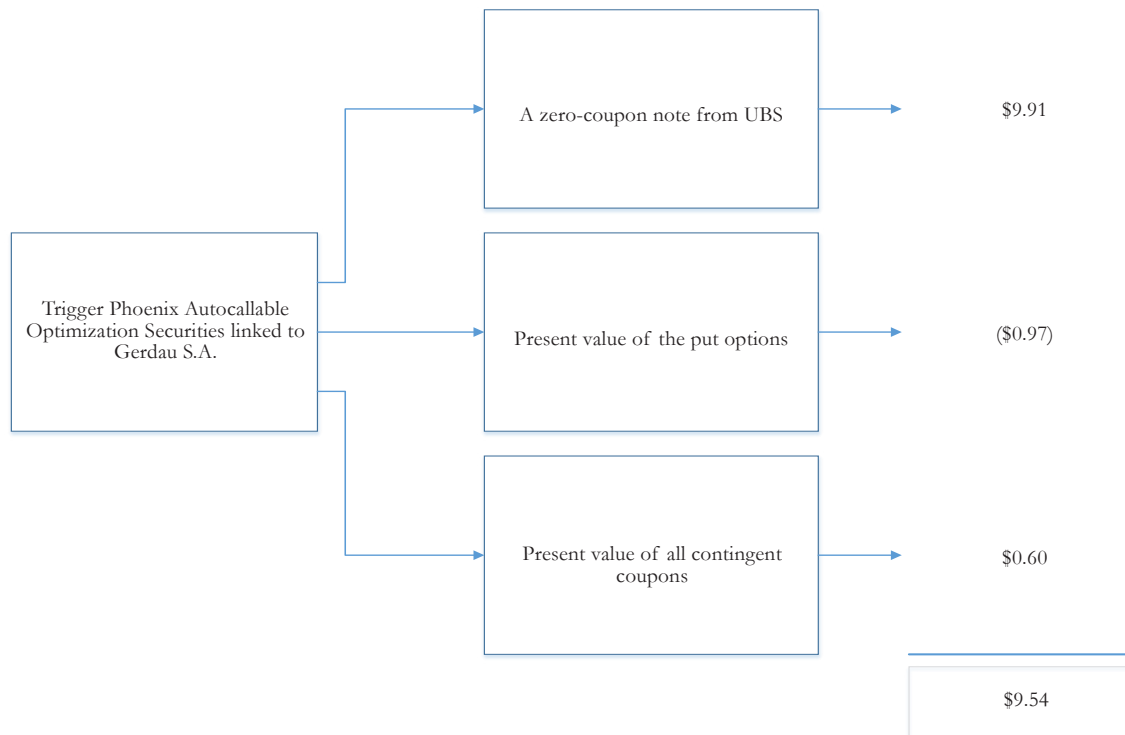 A zero-coupon note from UBS
$9.91
Trigger Phoenix Autocallable
Optimization Securities linked to
Gerdau S.A.
Present value of the put options
($0.97)
Present value of all contingent
coupons
$0.60
$9.54